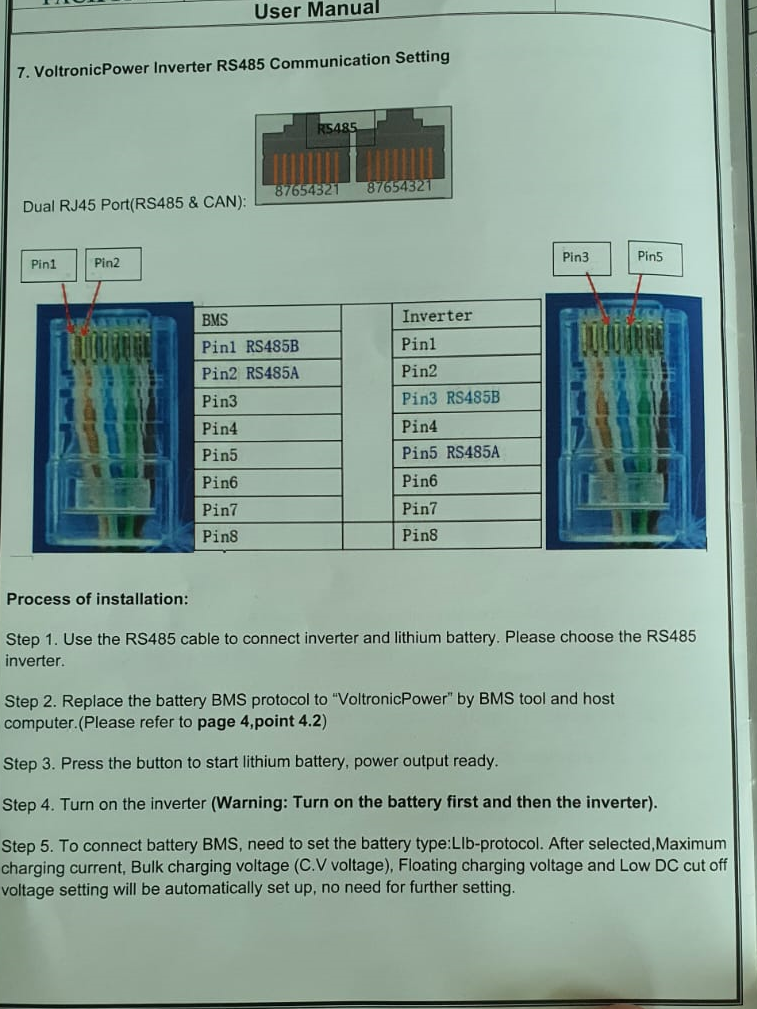 User Manual
7. VoltronicPower Inverter RS485 Communication Setting
RS485
87654321 87654321
Dual RJ45 Port(RS485 & CAN):
Pin1 Pin2 Pin3 Pin5
BMS Inverter
Pin1 RS485B Pin1
Pin2 RS485A Pin2
Pin3 Pin3 RS485B
Pin4 Pin4
Pin5 Pin5 RS485A
Pin6 Pin6
Pin7 Pin7
Pin8 Pin8
Process of installation:
Step 1. Use the RS485 cable to connect inverter and lithium battery. Please choose the RS485
inverter.
Step 2. Replace the battery BMS protocol to “VoltronicPower” by BMS tool and host
computer.(Please refer to page 4,point 4.2)
Step 3. Press the button to start lithium battery, power output ready.
Step 4. Turn on the inverter (Warning: Turn on the battery first and then the inverter).
Step 5. To connect battery BMS, need to set the battery type:LIb-protocol. After selected,Maximum
charging current, Bulk charging voltage (C.V voltage), Floating charging voltage and Low DC cut off
voltage setting will be automatically set up, no need for further setting.